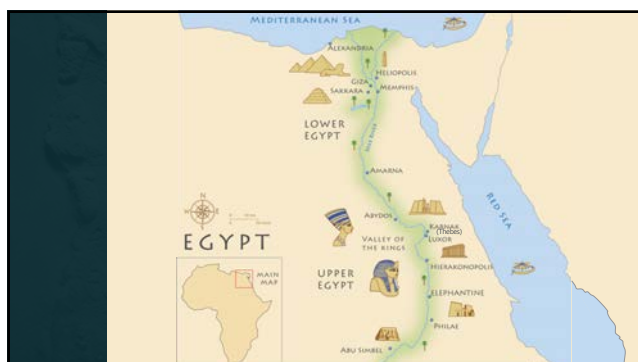 MEDITERRANEAN SEA
ALEXANDRIA
HELIOPOLIS
GIZA
SAKKARA
MEMPHIS
LOWER
EGYPT
NILE RIVER
AMARNA
RED SEA
N
ABYDOS
KARNAK
(Thebes)
LUXOR
EGYPT
VALLEY OF
THE KINGS
HIERAKONOPOLIS
MAIN
MAP
UPPER
EGYPT
ELEPHANTINE
PHILAE
ABU SIMBEL